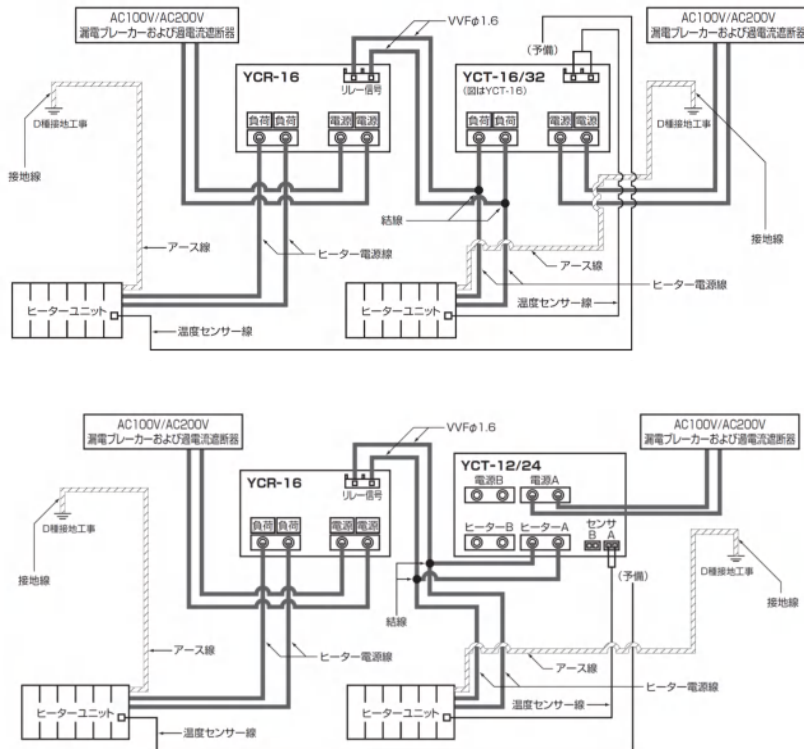 AC100V/AC200V
漏電ブレーカーおよび過電流遮断器
VVFφ1.6
(予備)
AC100V/AC200V
漏電ブレーカーおよび過電流遮断器
YCR-16
リレー信号
負荷 負荷 電源 電源
YCT-16/32
(図はYCT-16)
負荷 負荷 電源 電源
D種接地工事
接地線
D種接地工事
接地線
結線
アース線
ヒーター電源線
アース線
ヒーター電源線
温度センサー線
ヒーターユニット
温度センサー線
ヒーターユニット
AC100V/AC200V
漏電ブレーカーおよび過電流遮断器
VVFφ1.6
AC100V/AC200V
漏電ブレーカーおよび過電流遮断器
YCR-16
リレー信号
負荷 負荷 電源 電源
YCT-12/24
電源B 電源A
ヒーターB ヒーターA
センサ
B A
(予備)
D種接地工事
接地線
D種接地工事
接地線
結線
アース線
ヒーター電源線
アース線
ヒーター電源線
温度センサー線
ヒーターユニット
温度センサー線
ヒーターユニット